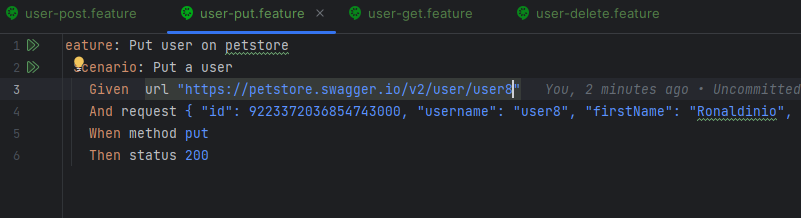 user-post.feature user-put.feature user-get.feature user-delete.feature
1 eature: Put user on petstore
2 cenario: Put a user
3 Given url "https://petstore.swagger.io/v2/user/user8" You, 2 minutes ago • Uncommitted
4 And request { "id": 9223372036854743000, "username": "user8", "firstName": "Ronaldinio",
5 When method put
6 Then status 200